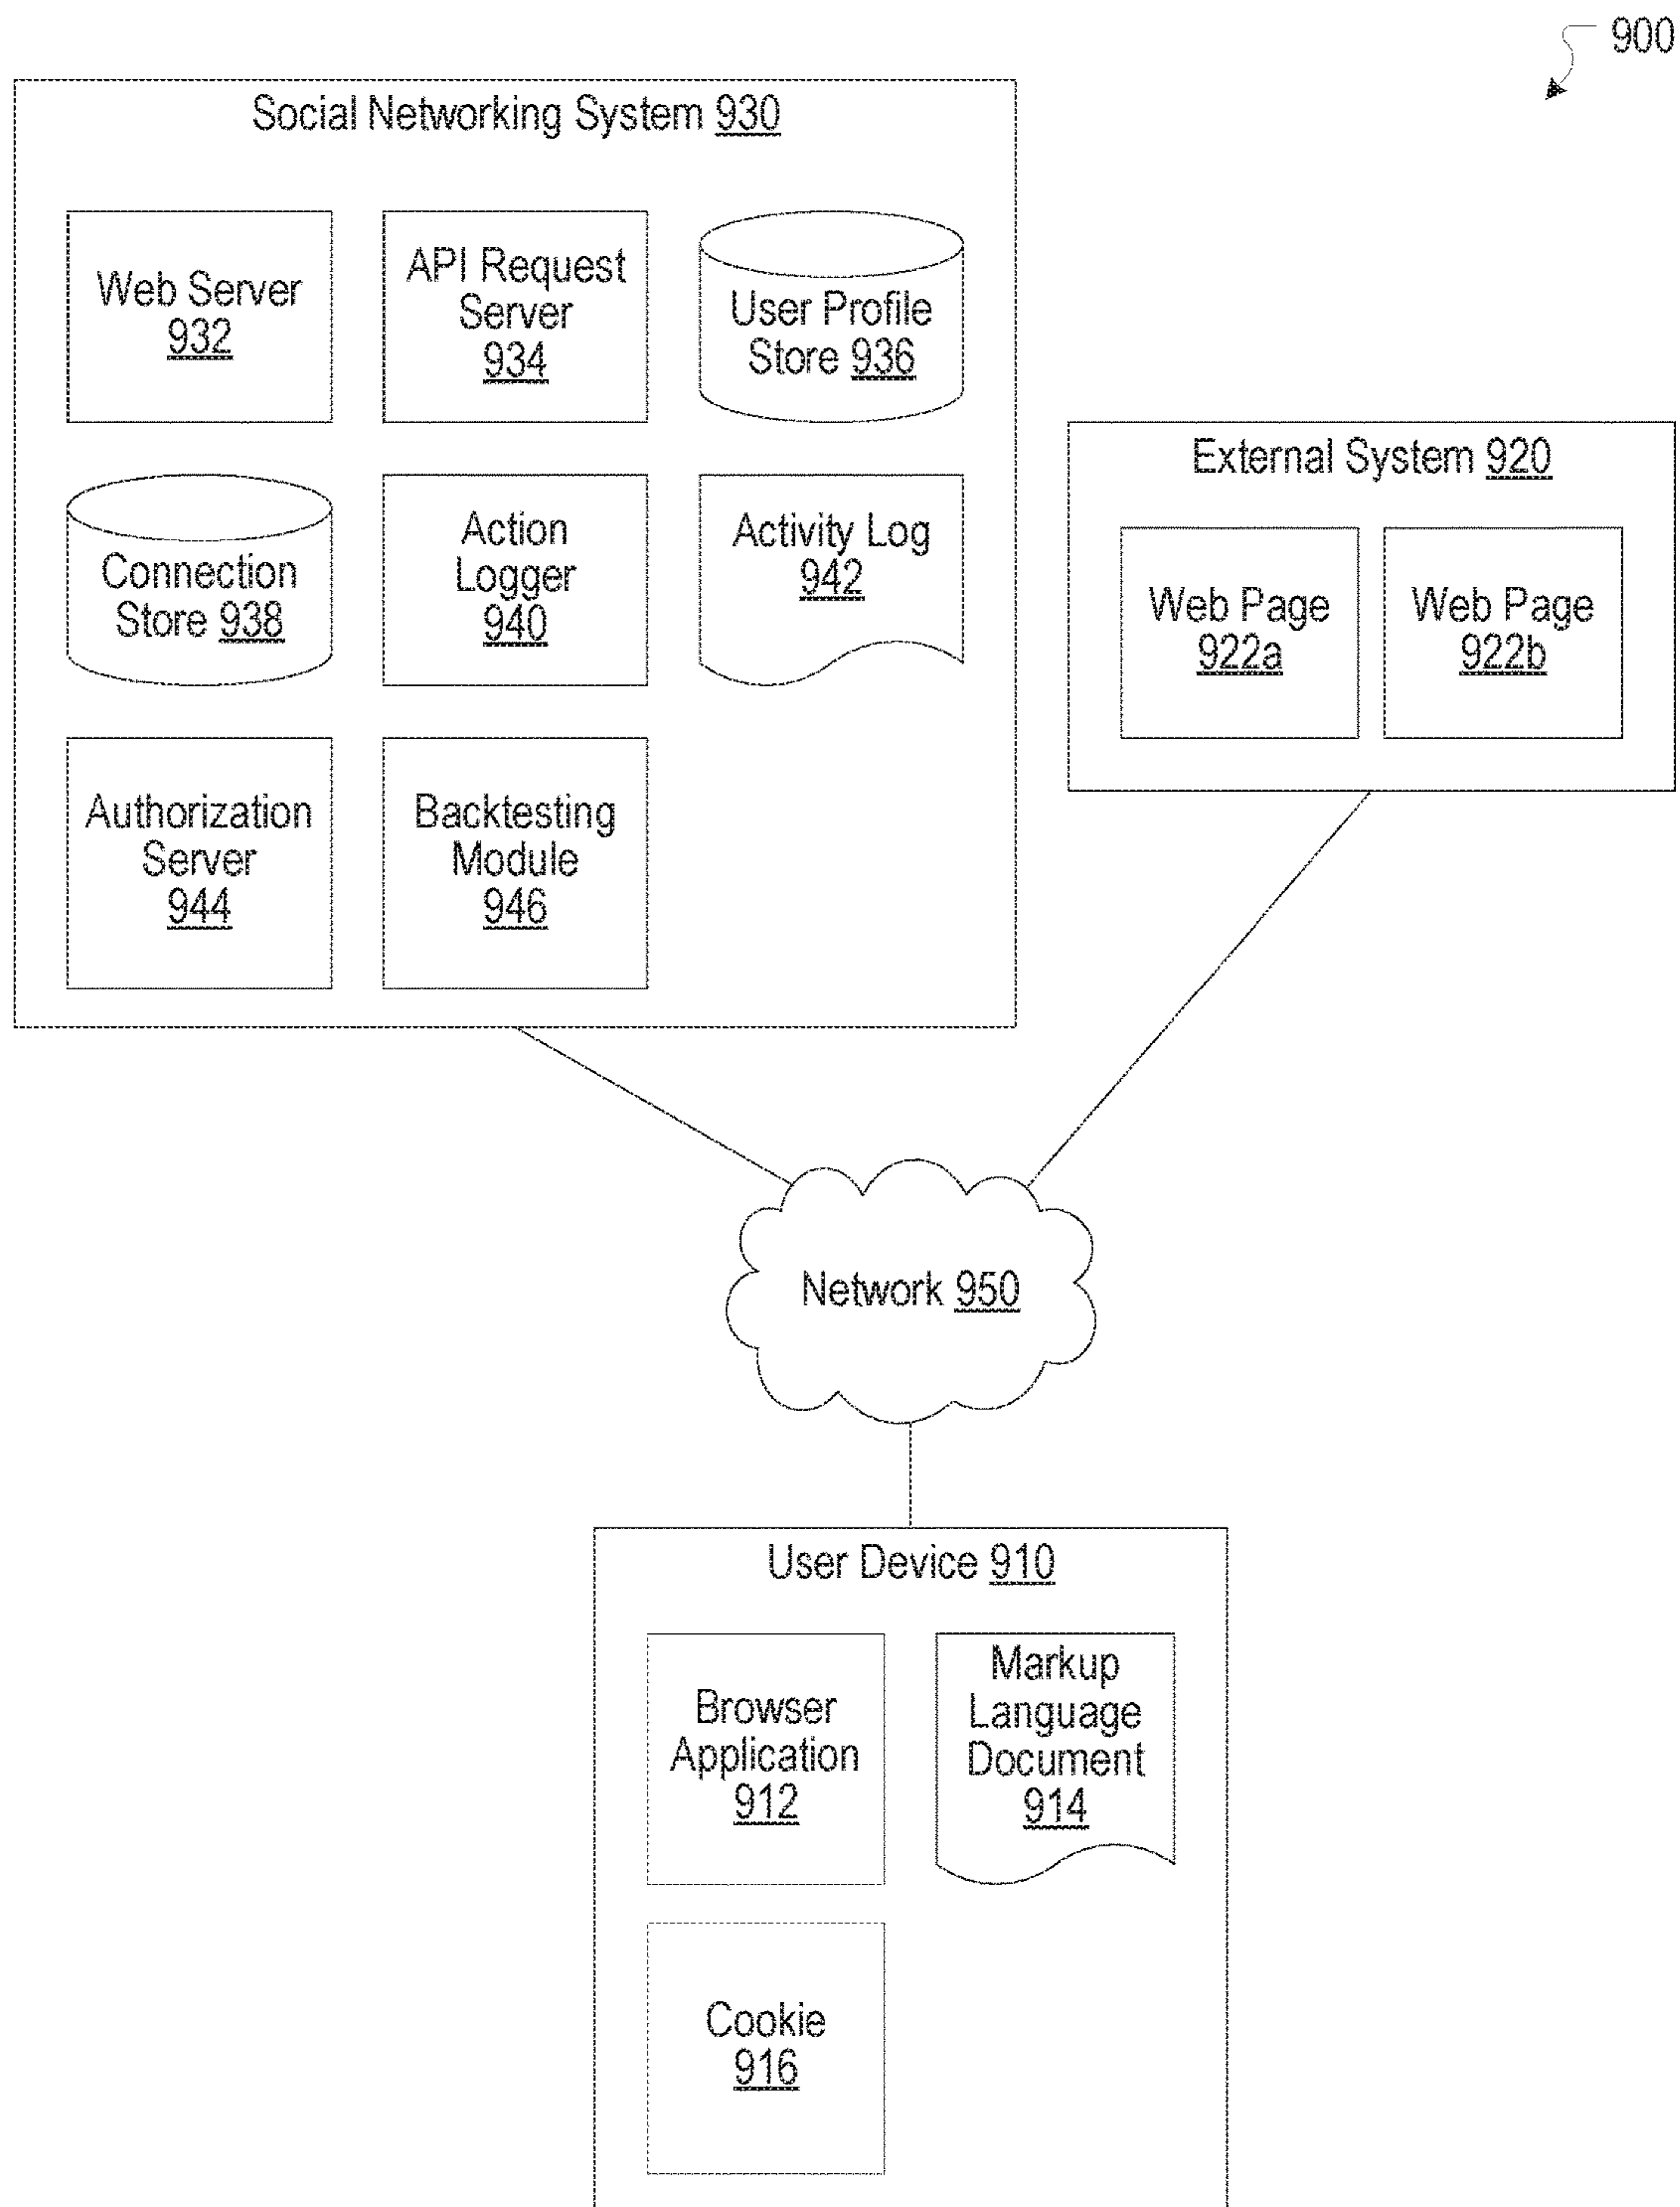 900
Social Networking System 930
Web Server
932
API Request
Server
934
User Profile
Store 936
Connection
Store 938
Action
Logger
940
Activity Log
942
Authorization
Server
944
Backtesting
Module
946
External System 920
Web Page
922a
Web Page
922b
Network 950
User Device 910
Browser
Application
912
Markup
Language
Document
914
Cookie
916